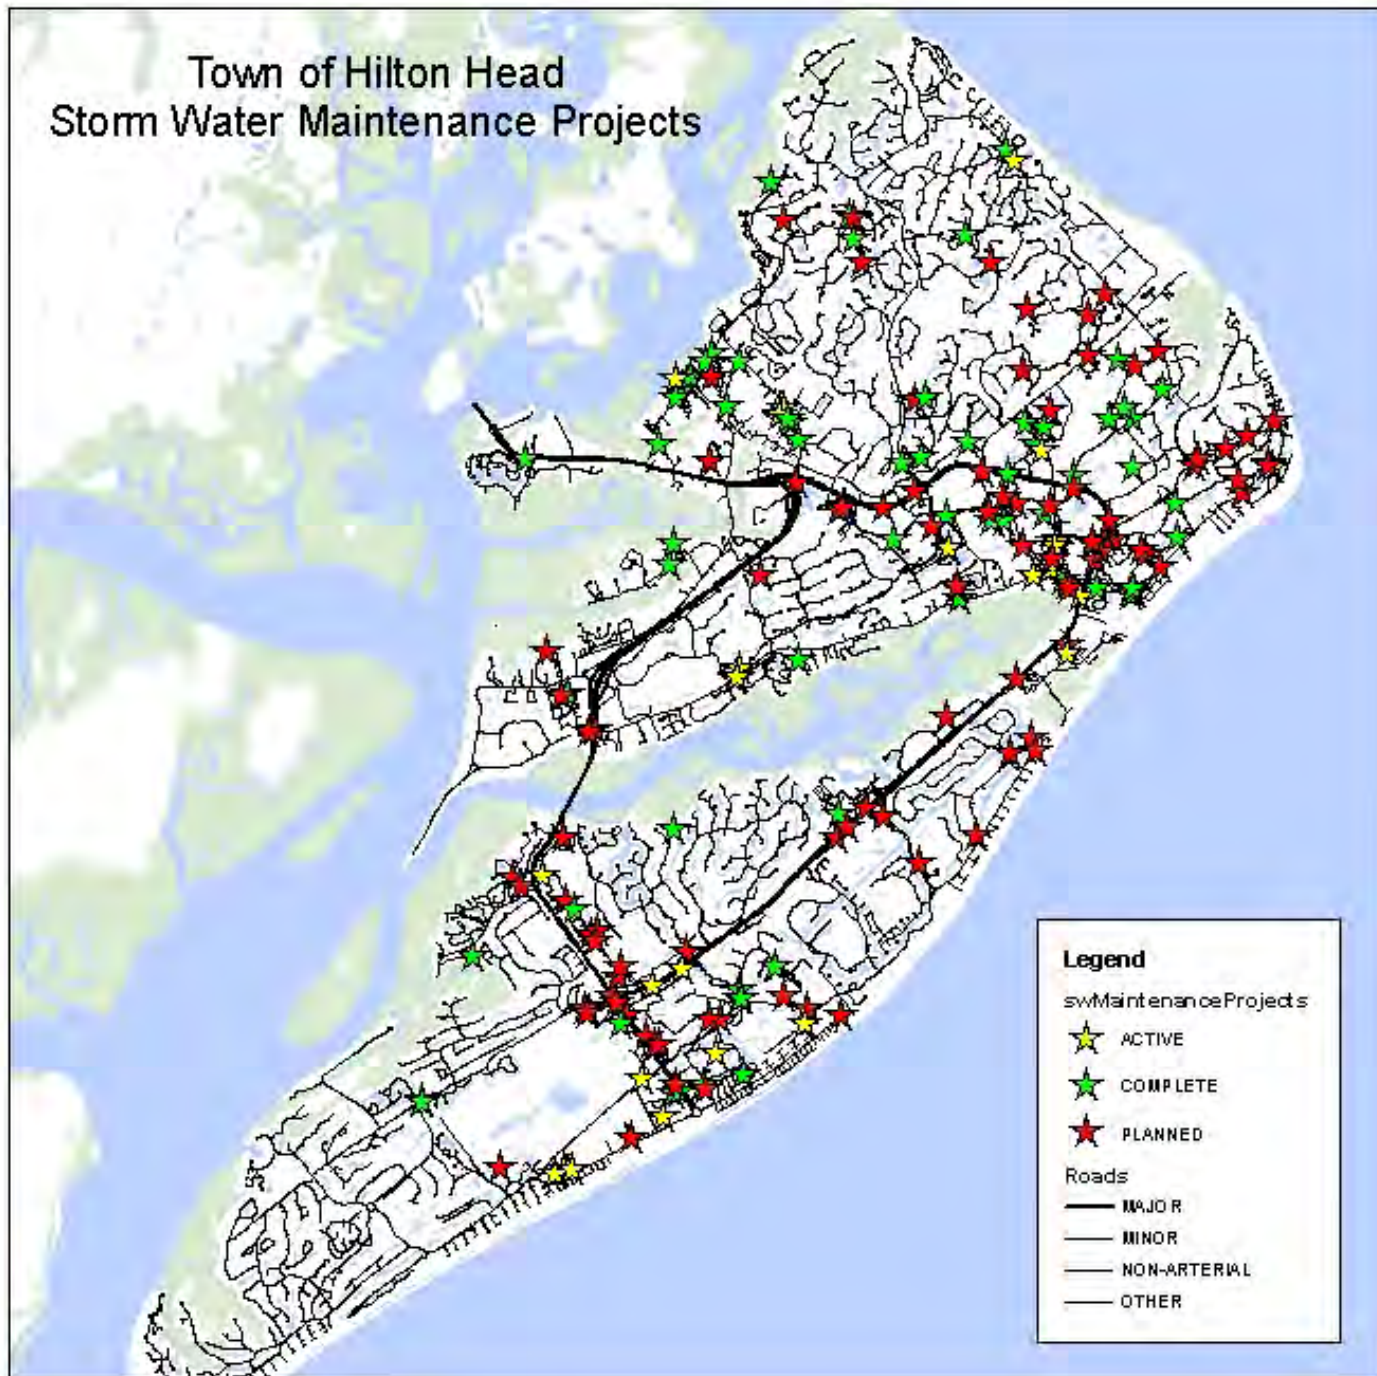 Town of Hilton Head
Storm Water Maintenance Projects
Legend
swMaintenanceProjects
ACTIVE
COMPLETE
PLANNED
Roads
MAJOR
MINOR
NON-ARTERIAL
OTHER